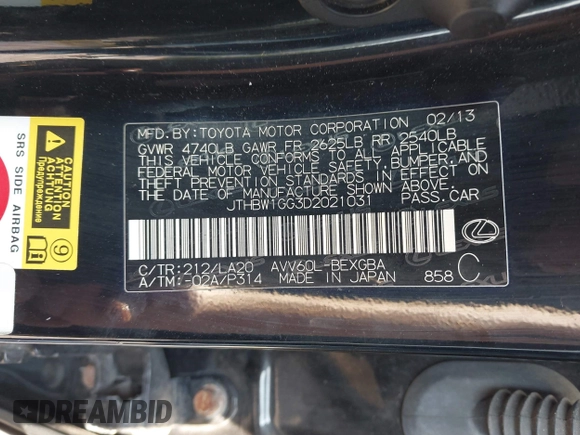 MFD. BY: TOYOTA MOTOR CORPORATION 02/13
GVWR 4740LB GAWR FR 2625LB RR 2540LB
THIS VEHICLE CONFORMS TO ALL APPLICABLE
FEDERAL MOTOR VEHICLE SAFETY, BUMPER, AND
THEFT PREVENTION STANDARDS IN EFFECT ON
THE DATE OF MANUFACTURE SHOWN ABOVE.
JTHBW1GG3D2021031 PASS. CAR
C/TR: 212/LA20 AVV60L-BEXGBA
A/TM: -02A/P314 MADE IN JAPAN 858 C
SRS SIDE AIRBAG
CAUTION
ATTENTION
ACHTUNG
Осторожно
9
DREAMBID